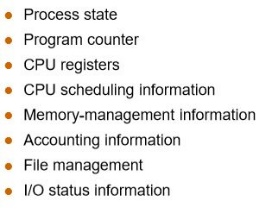 • Process state
• Program counter
• CPU registers
• CPU scheduling information
• Memory-management information
• Accounting information
• File management
• I/O status information